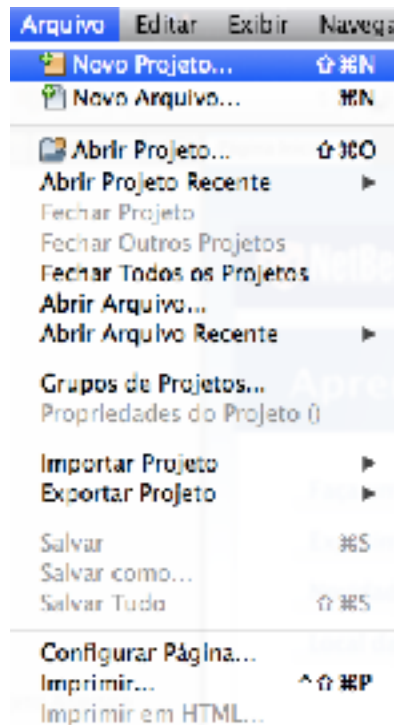 Arquivo Editar Exibir Navega
Novo Projeto... ⇧⌘N
Novo Arquivo... ⌘N
Abrir Projeto... ⇧⌘O
Abrir Projeto Recente ▶
Fechar Projeto
Fechar Outros Projetos
Fechar Todos os Projetos
Abrir Arquivo...
Abrir Arquivo Recente ▶
Grupos de Projetos...
Propriedades do Projeto ()
Importar Projeto ▶
Exportar Projeto ▶
Salvar ⌘S
Salvar como...
Salvar Tudo ⇧⌘S
Configurar Página...
Imprimir... ^⇧⌘P
Imprimir em HTML...